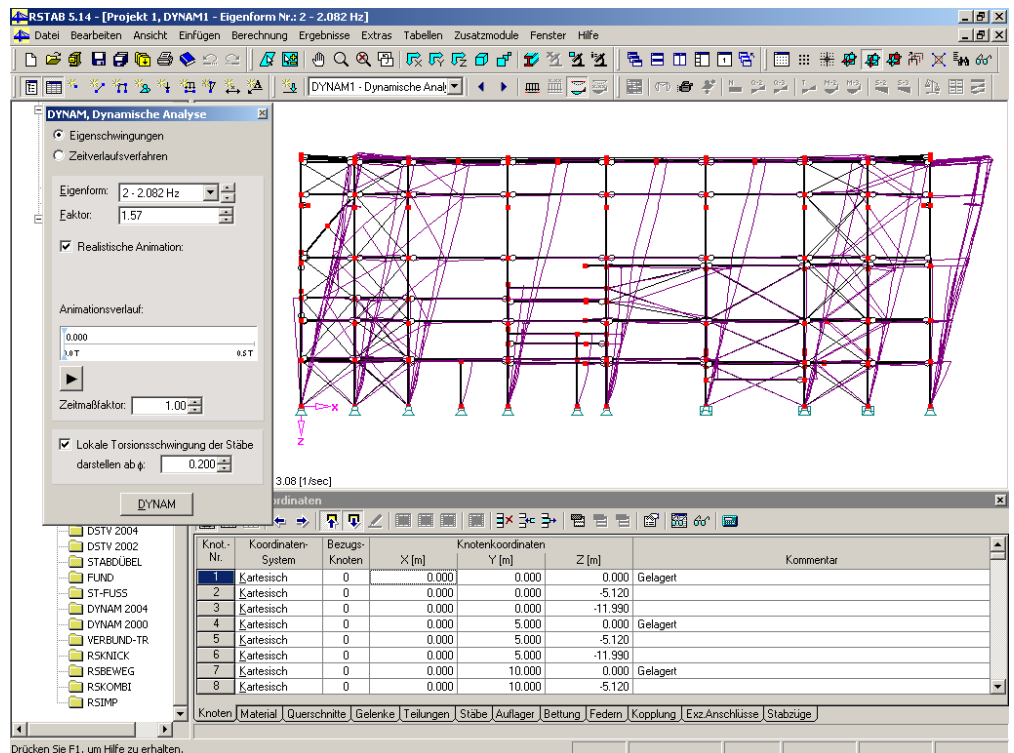 RSTAB 5.14 - [Projekt 1, DYNAM1 - Eigenform Nr.: 2 - 2.082 Hz]
Datei Bearbeiten Ansicht Einfügen Berechnung Ergebnisse Extras Tabellen Zusatzmodule Fenster Hilfe
DYNAM1 - Dynamische Analy
DYNAM, Dynamische Analyse
Eigenschwingungen
Zeitverlaufsverfahren
Eigenform: 2 - 2.082 Hz
Faktor: 1.57
Realistische Animation:
Animationsverlauf:
0.000
0.5 T
Zeitmaßfaktor: 1.00
Lokale Torsionsschwingung der Stäbe
darstellen ab φ: 0.200
DYNAM
X
Z
3.08 [1/sec]
DSTV 2004
DSTV 2002
STABDÜBEL
FUND
ST-FUSS
DYNAM 2004
DYNAM 2000
VERBUND-TR
RSKNICK
RSBEWEG
RSKOMBI
RSIMP
Knot.- Koordinaten- Bezugs- Knotenkoordinaten
Nr. System Knoten X [m] Y [m] Z [m] Kommentar
1 Kartesisch 0 0.000 0.000 0.000 Gelagert
2 Kartesisch 0 0.000 0.000 -5.120
3 Kartesisch 0 0.000 0.000 -11.990
4 Kartesisch 0 0.000 5.000 0.000 Gelagert
5 Kartesisch 0 0.000 5.000 -5.120
6 Kartesisch 0 0.000 5.000 -11.990
7 Kartesisch 0 0.000 10.000 0.000 Gelagert
8 Kartesisch 0 0.000 10.000 -5.120
Knoten Material Querschnitte Gelenke Teilungen Stäbe Auflager Bettung Federn Kopplung Exz.Anschlüsse Stabzüge
Drücken Sie F1, um Hilfe zu erhalten.